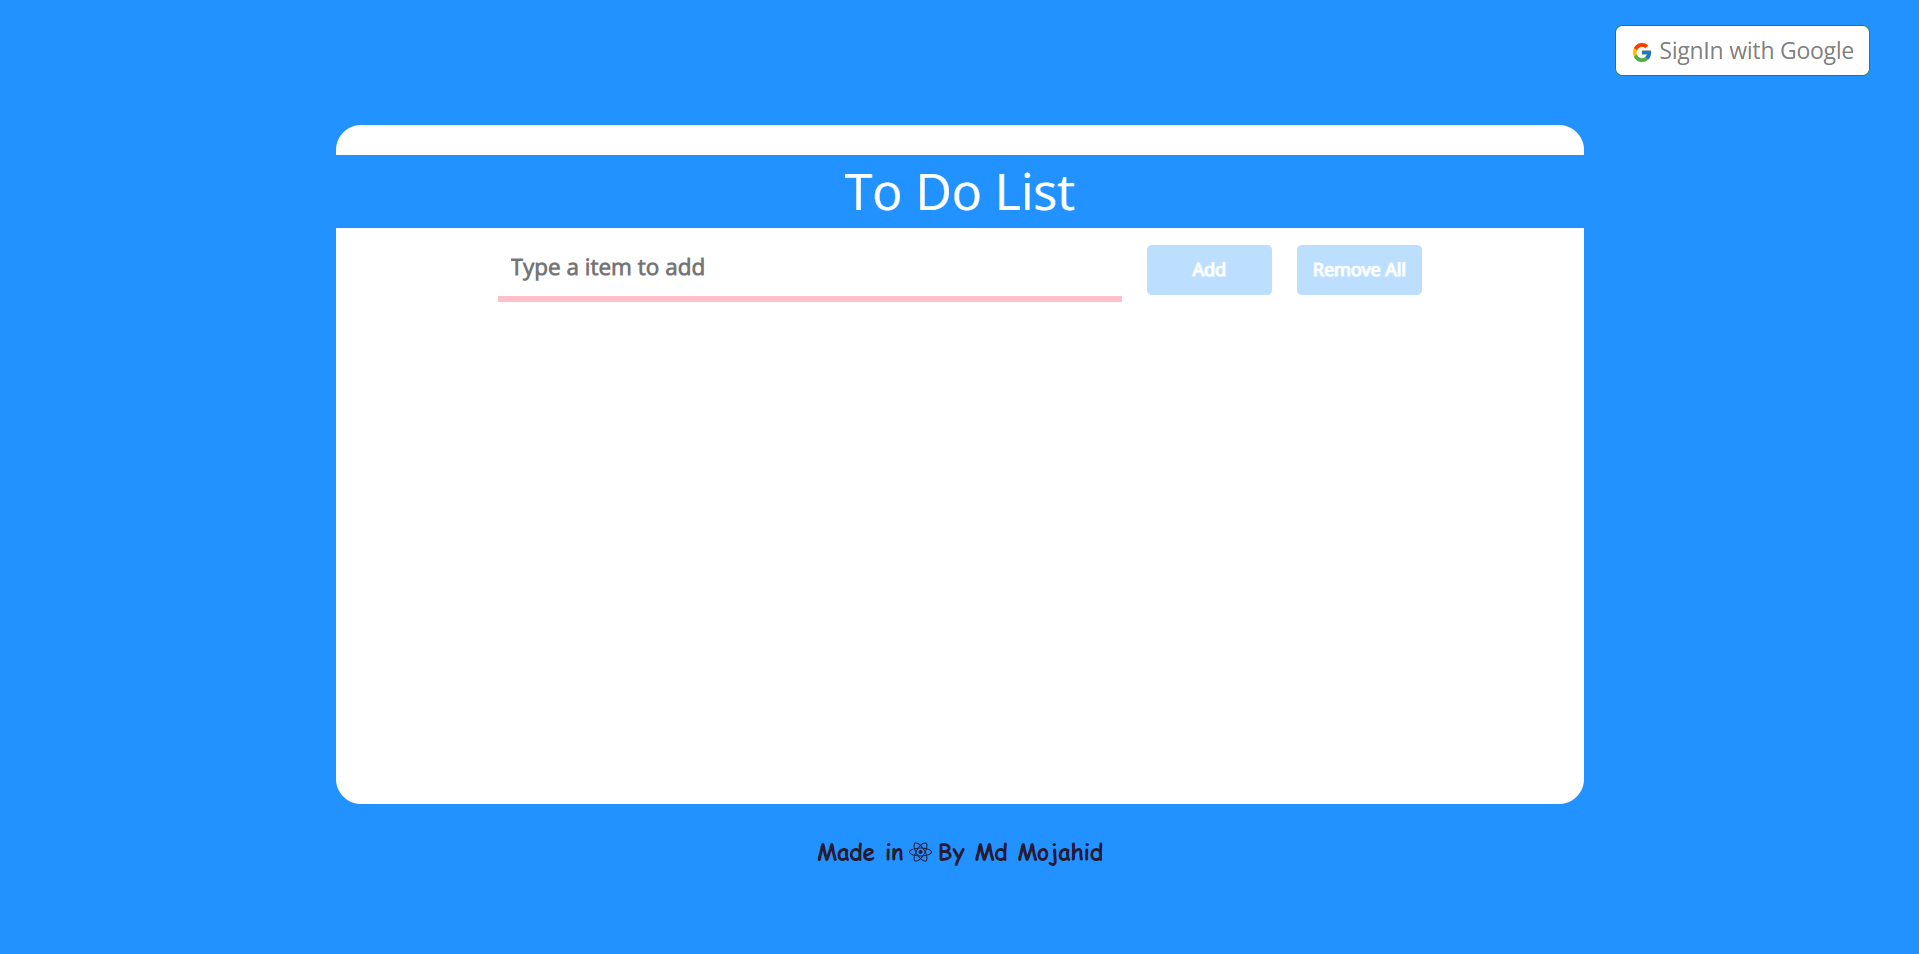 SignIn with Google
To Do List
Type a item to add
Add
Remove All
Made in By Md Mojahid